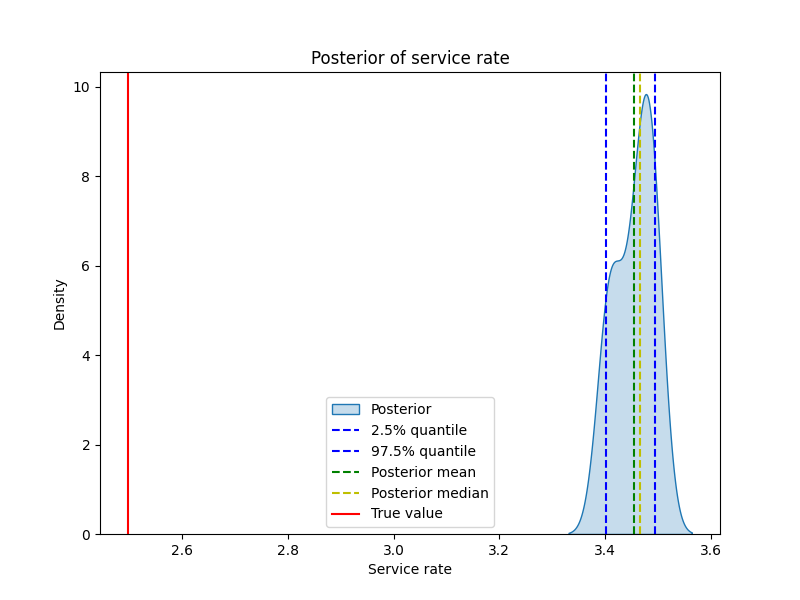 Posterior of service rate
Density
10
8
6
4
2
0
Posterior
2.5% quantile
97.5% quantile
Posterior mean
Posterior median
True value
2.6 2.8 3.0 3.2 3.4 3.6
Service rate